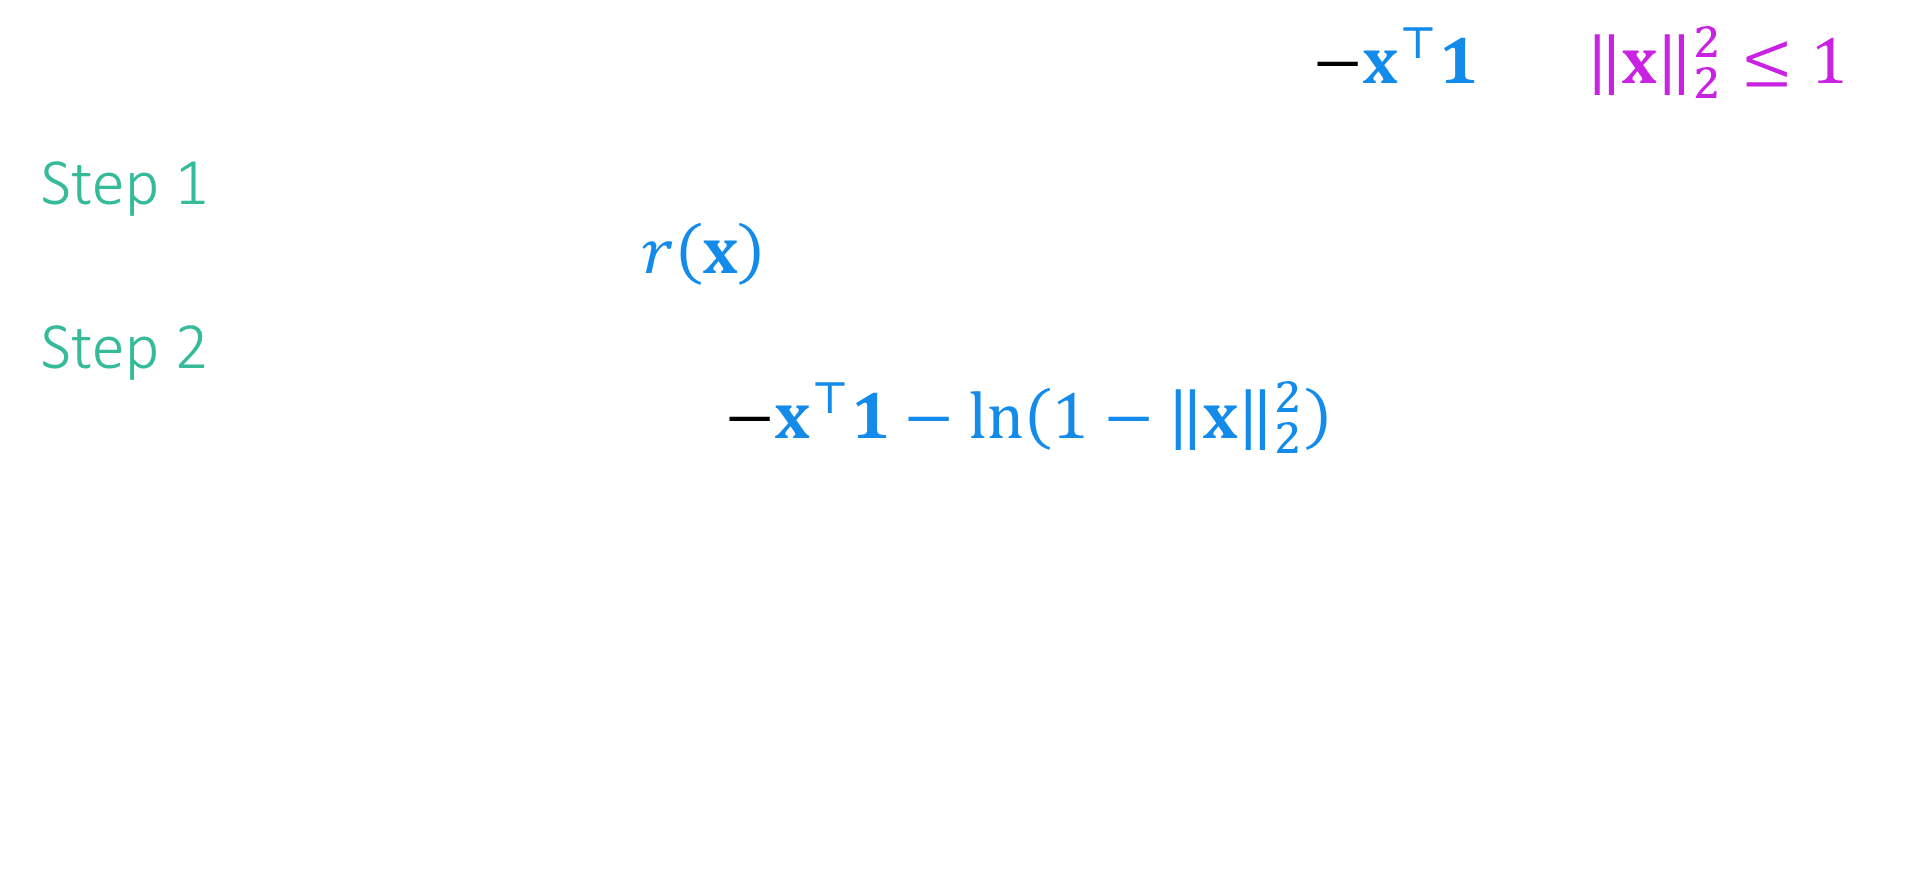 −𝐱⊤𝟏 ‖𝐱‖₂² ≤ 1
Step 1
r(𝐱)
Step 2
−𝐱⊤𝟏 − ln(1 − ‖𝐱‖₂²)